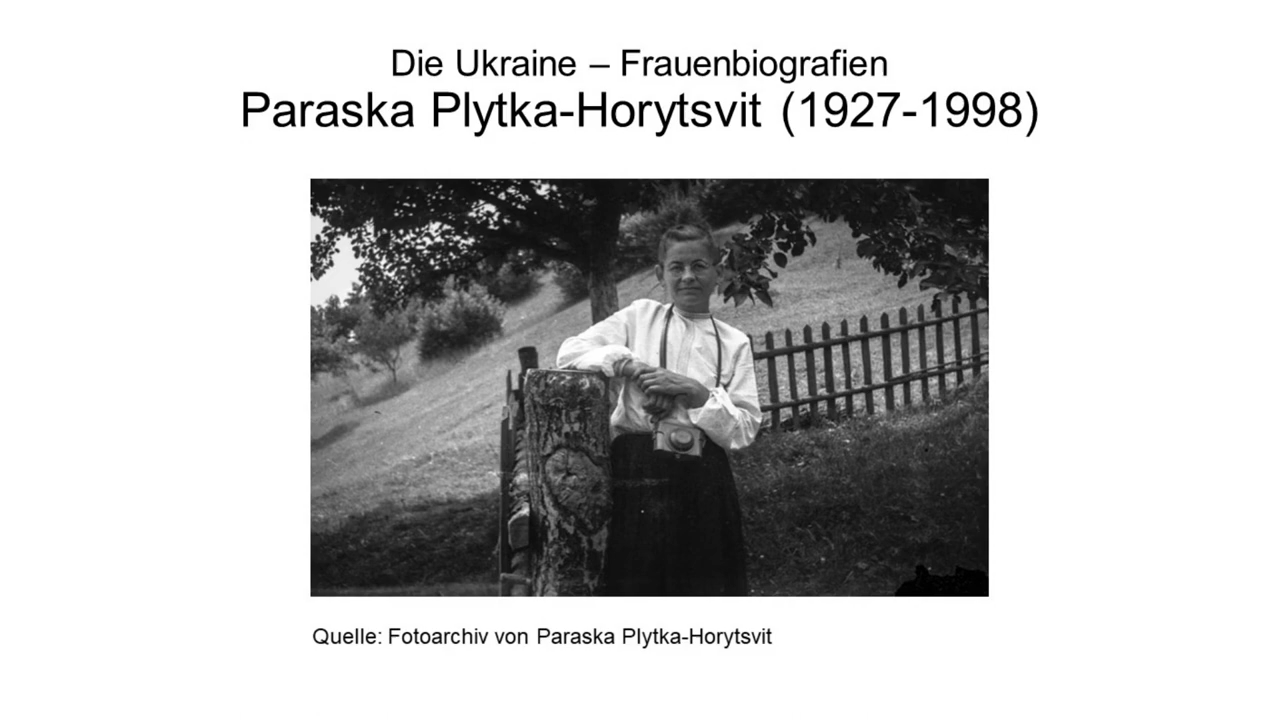 Die Ukraine – Frauenbiografien
Paraska Plytka-Horytsvit (1927-1998)
Quelle: Fotoarchiv von Paraska Plytka-Horytsvit